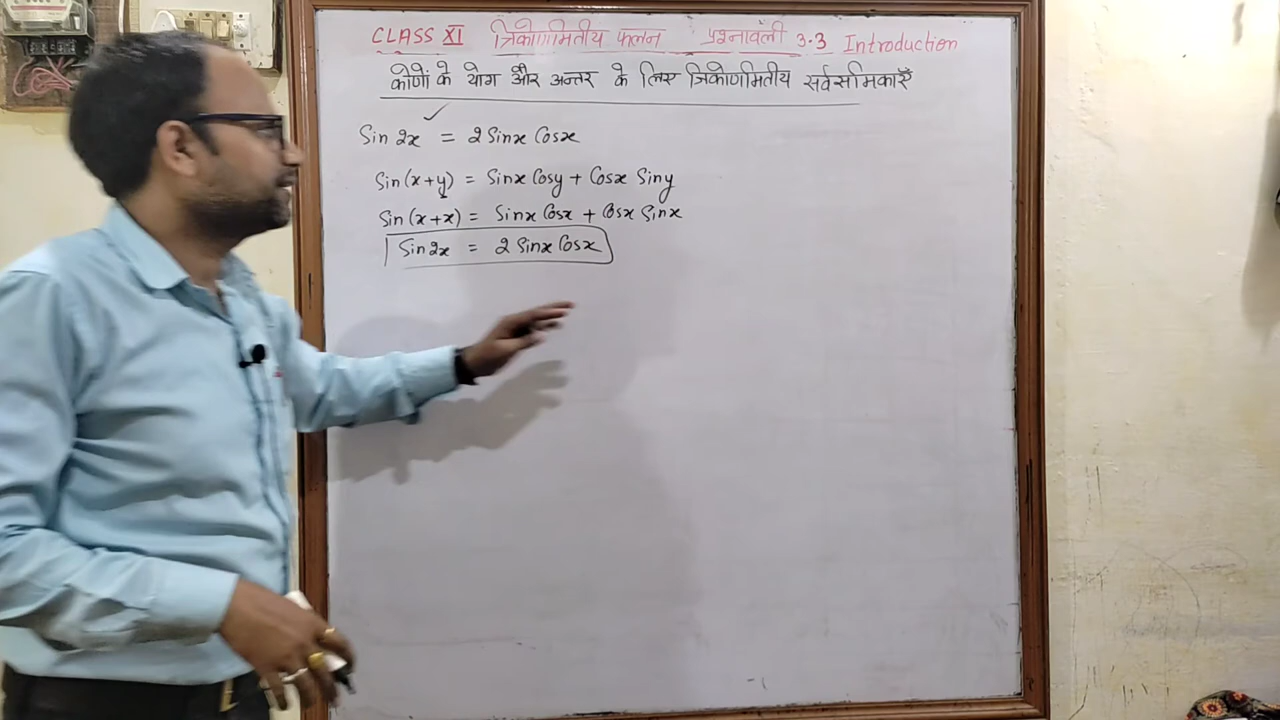 CLASS XI त्रिकोणमितीय फलन प्रश्नावली 3.3 Introduction
कोणों के योग और अन्तर के लिए त्रिकोणमितीय सर्वसमिकाएँ
Sin 2x = 2 Sinx Cosx
Sin(x+y) = Sinx Cosy + Cosx Siny
Sin(x+x) = Sinx Cosx + Cosx Sinx
Sin2x = 2 Sinx Cosx